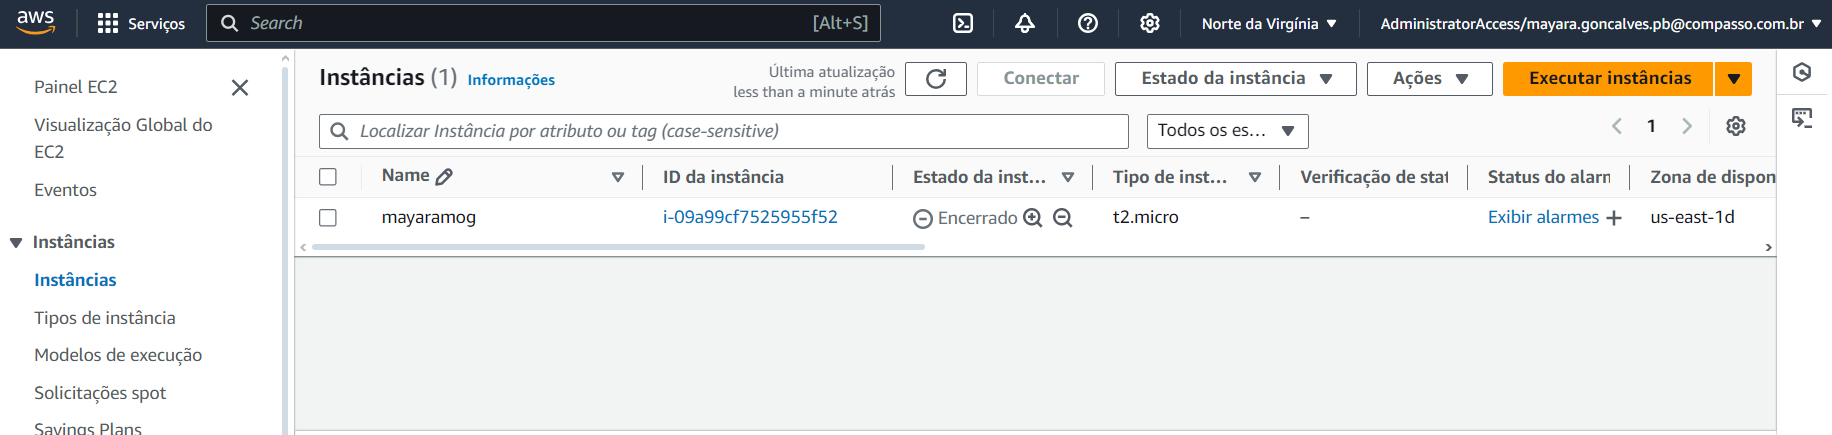 aws
Serviços
Search
[Alt+S]
Norte da Virgínia
AdministratorAccess/mayara.goncalves.pb@compasso.com.br
Painel EC2
Visualização Global do
EC2
Eventos
Instâncias
Instâncias
Tipos de instância
Modelos de execução
Solicitações spot
Savings Plans
Instâncias (1)
Informações
Última atualização
less than a minute atrás
Conectar
Estado da instância
Ações
Executar instâncias
Localizar Instância por atributo ou tag (case-sensitive)
Todos os es...
1
Name
ID da instância
Estado da inst...
Tipo de inst...
Verificação de stat
Status do alarn
Zona de dispon
mayaramog
i-09a99cf7525955f52
Encerrado
t2.micro
–
Exibir alarmes
us-east-1d